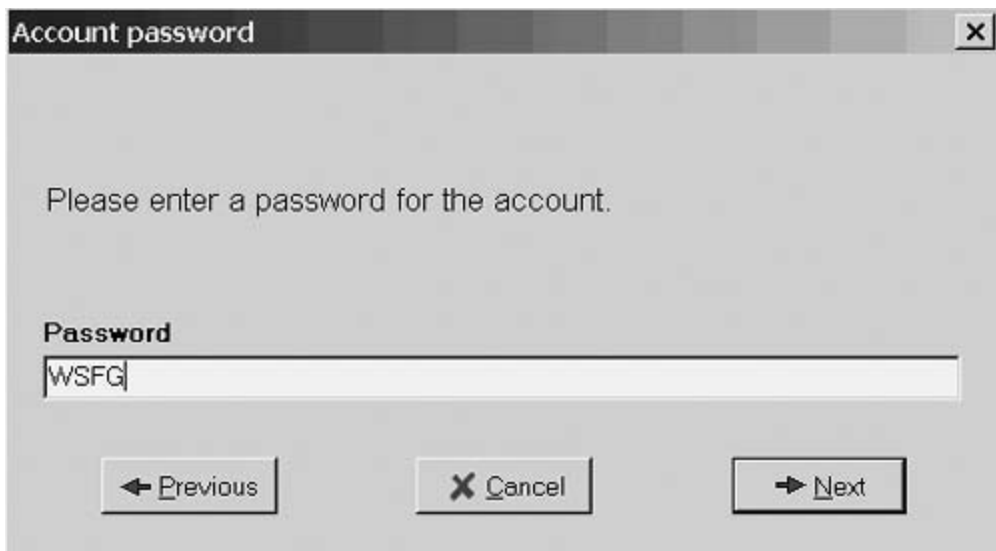 Account password
Please enter a password for the account.
Password
WSFG
Previous
Cancel
Next